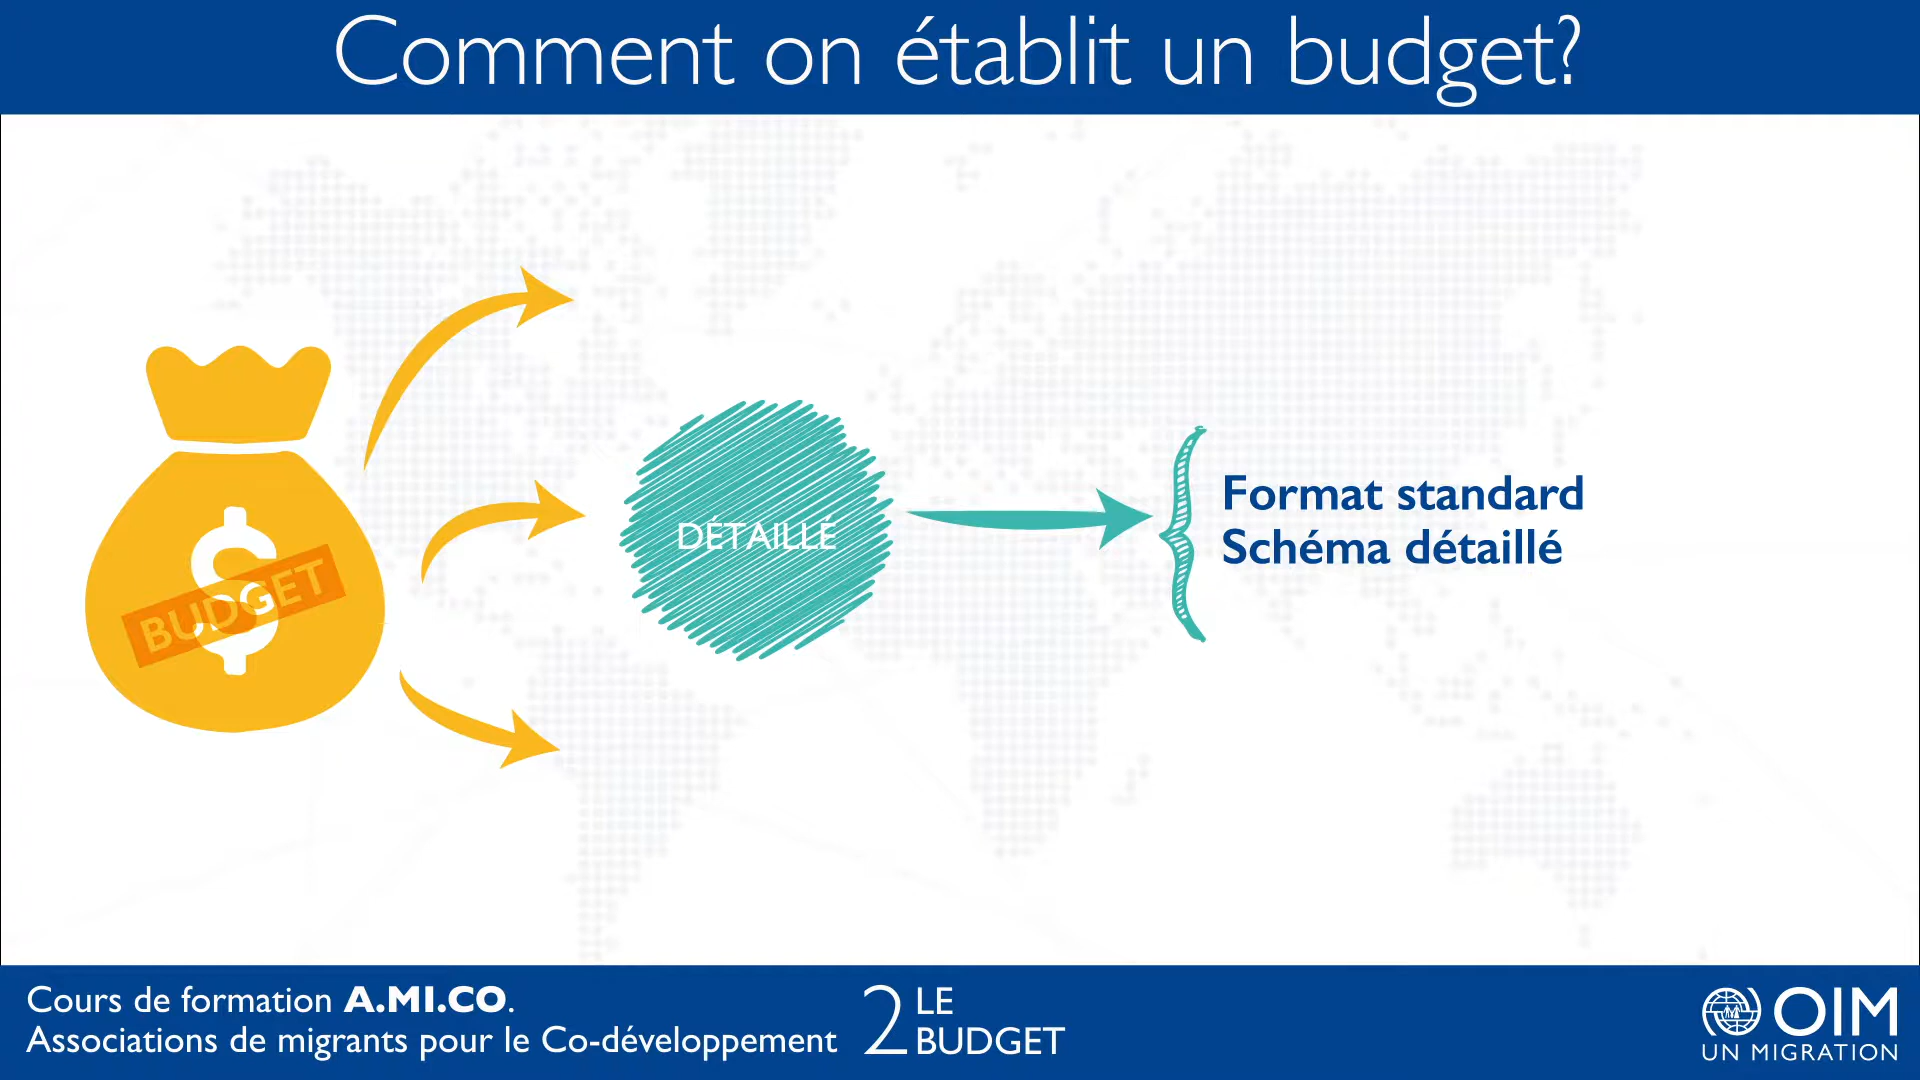 Comment on établit un budget?
$
BUDGET
DÉTAILLÉ
Format standard
Schéma détaillé
Cours de formation A.MI.CO.
Associations de migrants pour le Co-développement
2 LE
BUDGET
OIM
UN MIGRATION